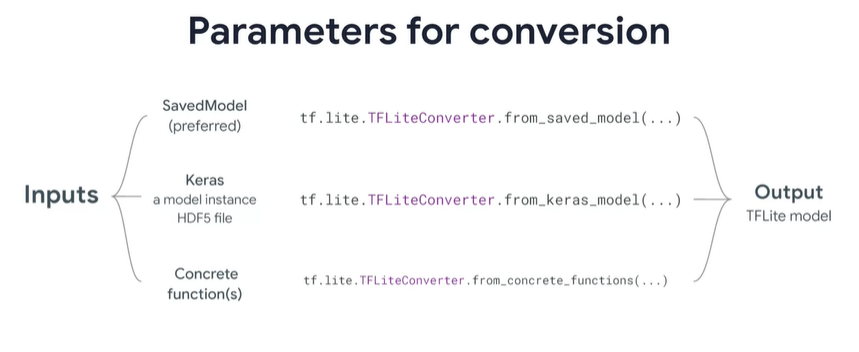 Parameters for conversion
Inputs
SavedModel
(preferred)
tf.lite.TFLiteConverter.from_saved_model(...)
Keras
a model instance
HDF5 file
tf.lite.TFLiteConverter.from_keras_model(...)
Concrete
function(s)
tf.lite.TFLiteConverter.from_concrete_functions(...)
Output
TFLite model